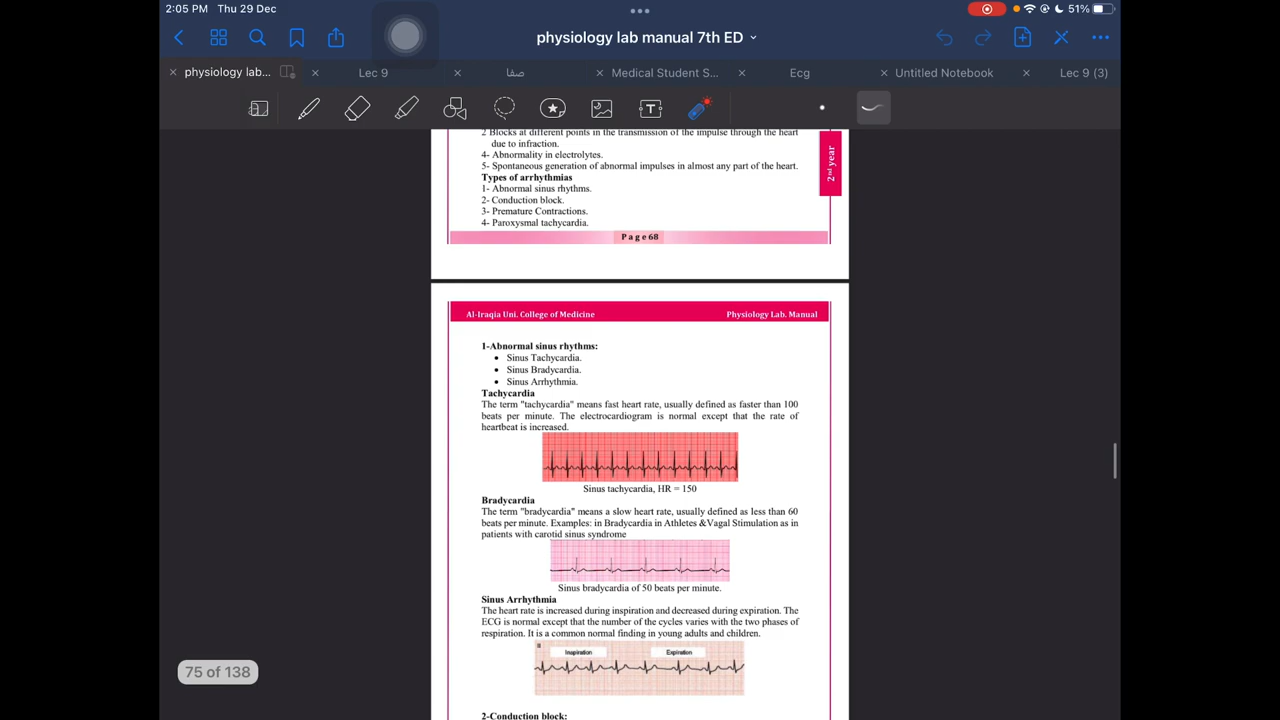 2:05 PM Thu 29 Dec
51%
physiology lab manual 7th ED
physiology lab...
Lec 9
صفا
Medical Student S...
Ecg
Untitled Notebook
Lec 9 (3)
2 Blocks at different points in the transmission of the impulse through the heart
due to infraction.
4- Abnormality in electrolytes.
5- Spontaneous generation of abnormal impulses in almost any part of the heart.
Types of arrhythmias
1- Abnormal sinus rhythms.
2- Conduction block.
3- Premature Contractions.
4- Paroxysmal tachycardia.
2nd year
Page 68
Al-Iraqia Uni. College of Medicine
Physiology Lab. Manual
1-Abnormal sinus rhythms:
• Sinus Tachycardia.
• Sinus Bradycardia.
• Sinus Arrhythmia.
Tachycardia
The term "tachycardia" means fast heart rate, usually defined as faster than 100
beats per minute. The electrocardiogram is normal except that the rate of
heartbeat is increased.
Sinus tachycardia, HR = 150
Bradycardia
The term "bradycardia" means a slow heart rate, usually defined as less than 60
beats per minute. Examples: in Bradycardia in Athletes &Vagal Stimulation as in
patients with carotid sinus syndrome
Sinus bradycardia of 50 beats per minute.
Sinus Arrhythmia
The heart rate is increased during inspiration and decreased during expiration. The
ECG is normal except that the number of the cycles varies with the two phases of
respiration. It is a common normal finding in young adults and children.
II
Inspiration
Expiration
75 of 138
2-Conduction block: